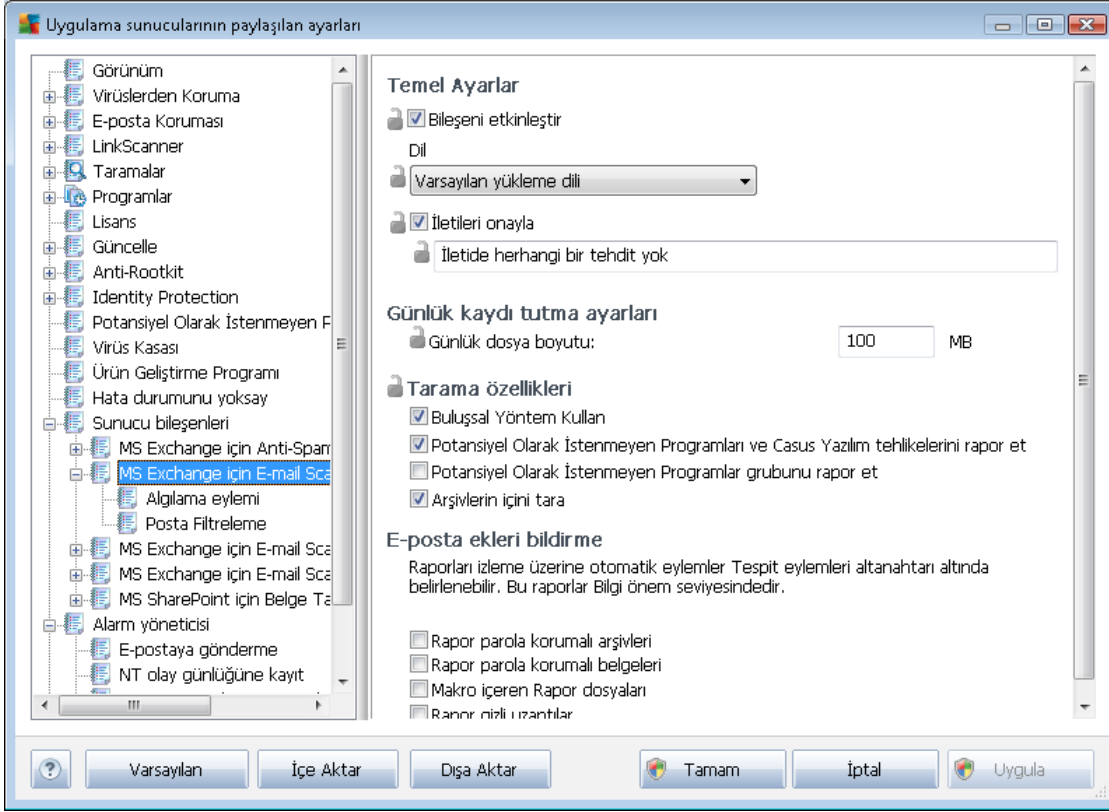 Uygulama sunucularının paylaşılan ayarları
Görünüm
Virüslerden Koruma
E-posta Koruması
LinkScanner
Taramalar
Programlar
Lisans
Güncelle
Anti-Rootkit
Identity Protection
Potansiyel Olarak İstenmeyen P
Virüs Kasası
Ürün Geliştirme Programı
Hata durumunu yoksay
Sunucu bileşenleri
MS Exchange için Anti-Spam
MS Exchange için E-mail Sca
Algılama eylemi
Posta Filtreleme
MS Exchange için E-mail Sca
MS Exchange için E-mail Sca
MS SharePoint için Belge Ta
Alarm yöneticisi
E-postaya gönderme
NT olay günlüğüne kayıt
Temel Ayarlar
Bileşeni etkinleştir
Dil
Varsayılan yükleme dili
İletileri onayla
İletide herhangi bir tehdit yok
Günlük kaydı tutma ayarları
Günlük dosya boyutu: 100 MB
Tarama özellikleri
Buluşsal Yöntem Kullan
Potansiyel Olarak İstenmeyen Programları ve Casus Yazılım tehlikelerini rapor et
Potansiyel Olarak İstenmeyen Programlar grubunu rapor et
Arşivlerin içini tara
E-posta ekleri bildirme
Raporları izleme üzerine otomatik eylemler Tespit eylemleri altanahtarı altında
belirlenebilir. Bu raporlar Bilgi önem seviyesindedir.
Rapor parola korumalı arşivleri
Rapor parola korumalı belgeleri
Makro içeren Rapor dosyaları
Rapor gizli uzantılar
? Varsayılan İçe Aktar Dışa Aktar Tamam İptal Uygula